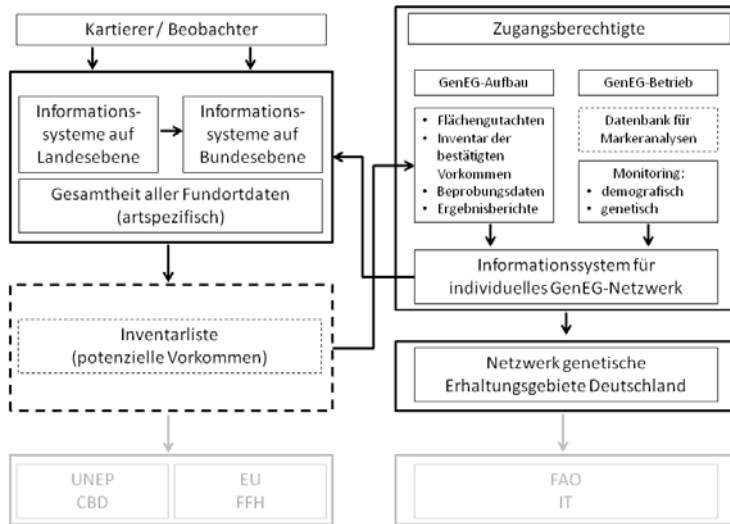 Kartierer / Beobachter
Informations-
systeme auf
Landesebene
Informations-
systeme auf
Bundesebene
Gesamtheit aller Fundortdaten
(artspezifisch)
Inventarliste
(potenzielle Vorkommen)
UNEP
CBD
EU
FFH
Zugangsberechtigte
GenEG-Aufbau
• Flächengutachten
• Inventar der
bestätigten
Vorkommen
• Beprobungsdaten
• Ergebnisberichte
GenEG-Betrieb
Datenbank für
Markeranalysen
Monitoring:
• demografisch
• genetisch
Informationssystem für
individuelles GenEG-Netzwerk
Netzwerk genetische
Erhaltungsgebiete Deutschland
FAO
IT